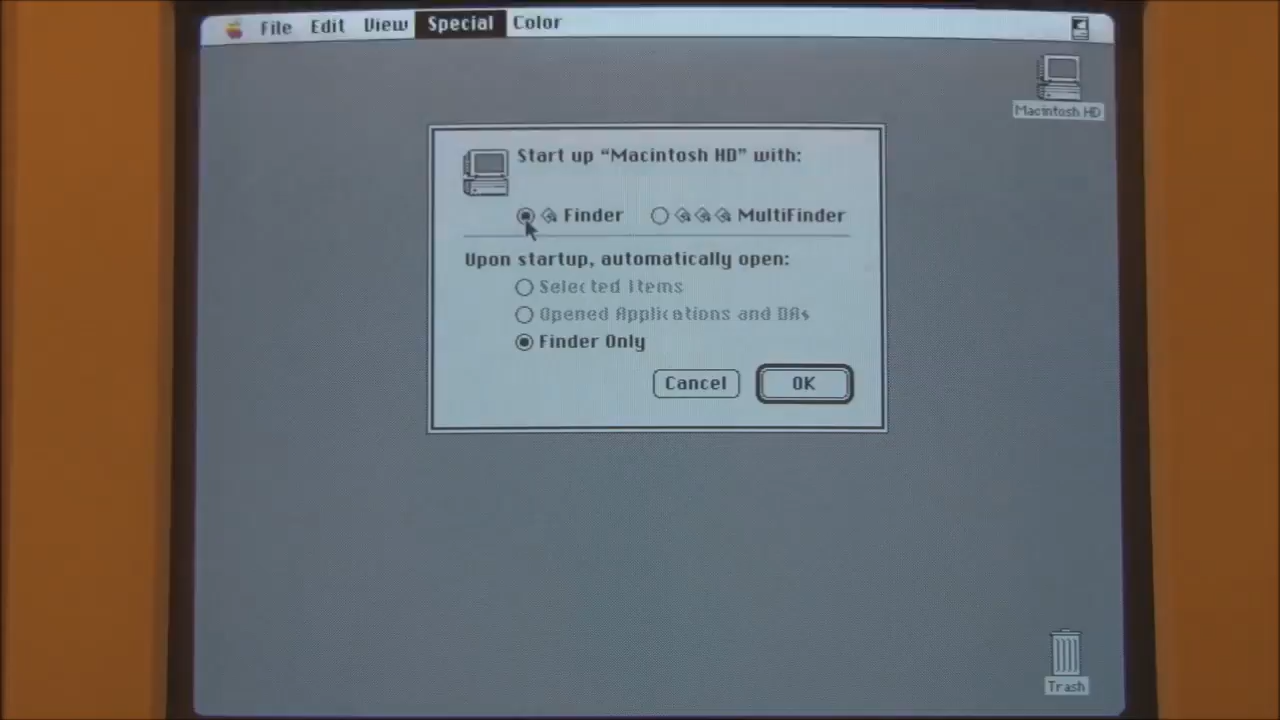 File Edit View Special Color
Macintosh HD
Start up “Macintosh HD” with:
Finder MultiFinder
Upon startup, automatically open:
Selected Items
Opened Applications and DAs
Finder Only
Cancel OK
Trash